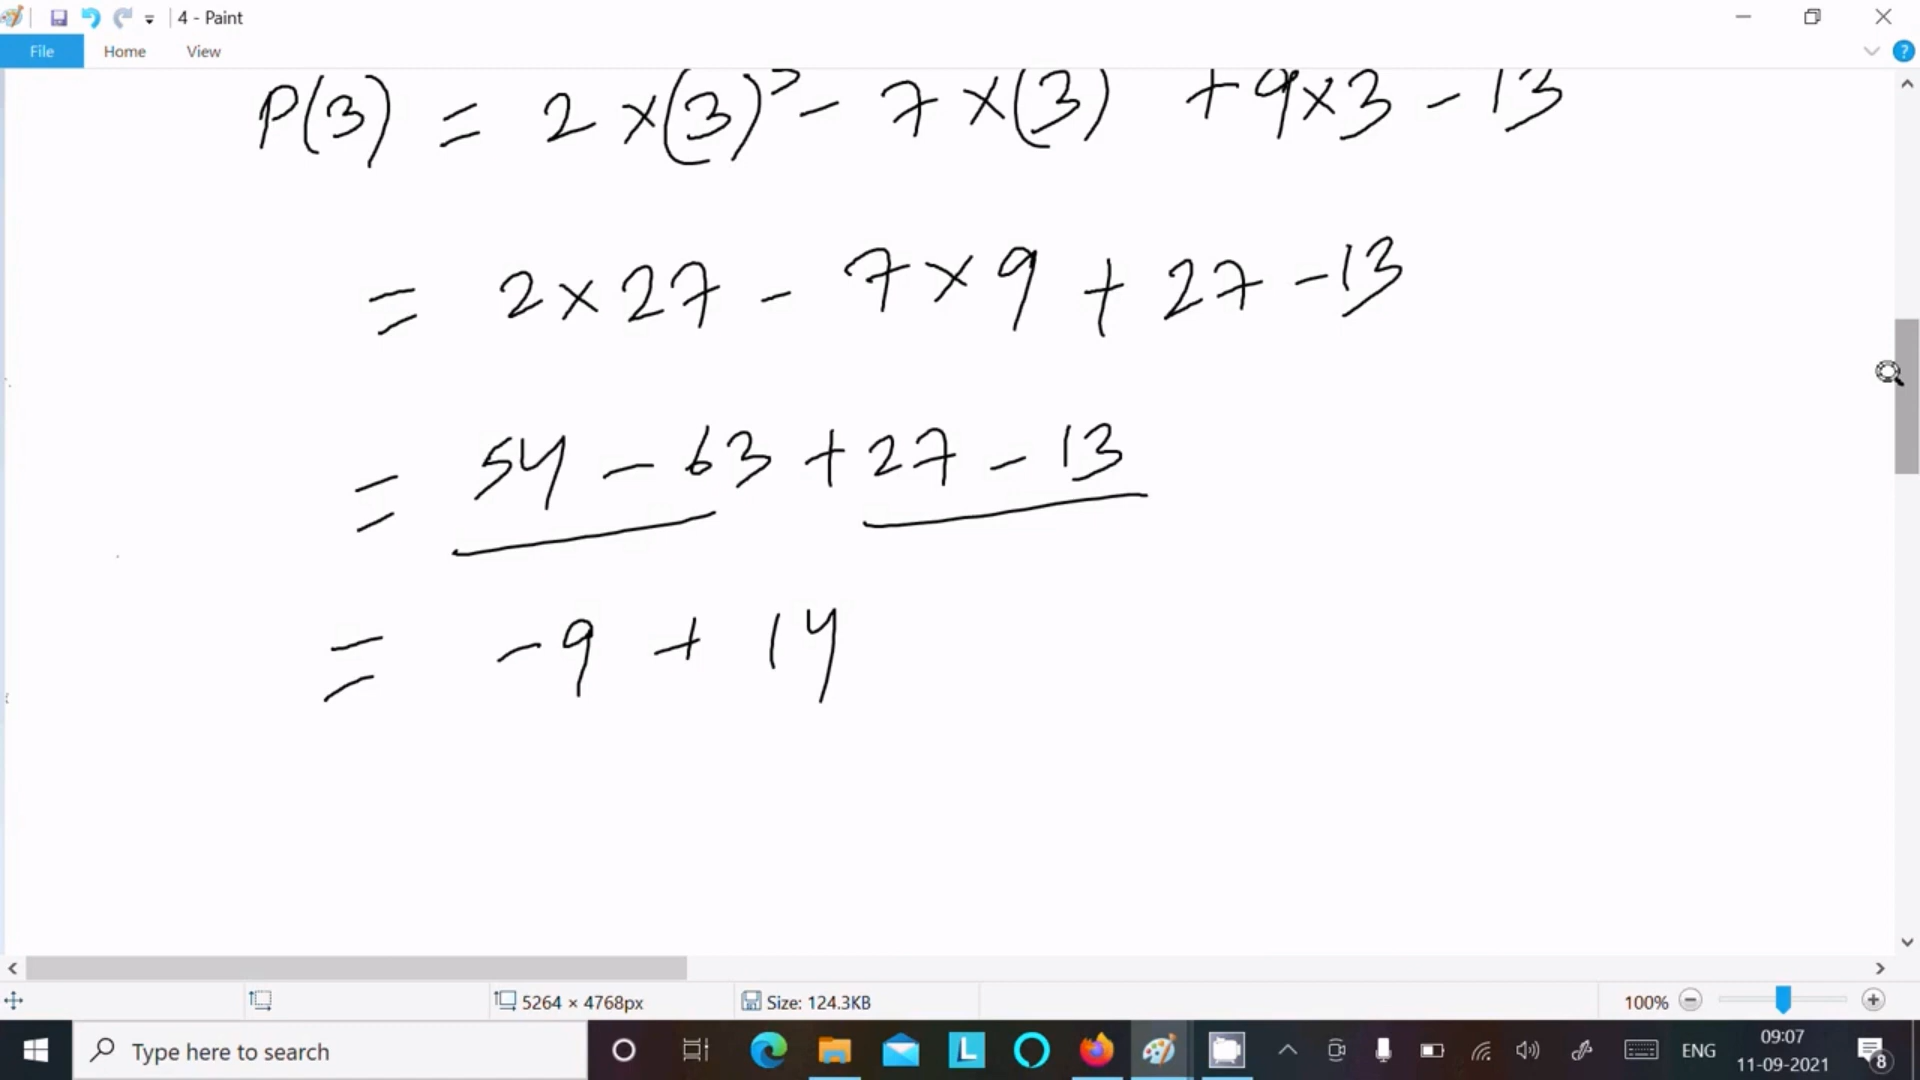 4 - Paint
File Home View
P(3) = 2 ×(3)³ - 7 ×(3) + 9×3 - 13
= 2×27 - 7×9 + 27 - 13
= 54 - 63 + 27 - 13
= -9 + 14
5264 × 4768px Size: 124.3KB 100%
Type here to search L ENG 09:07
11-09-2021 8